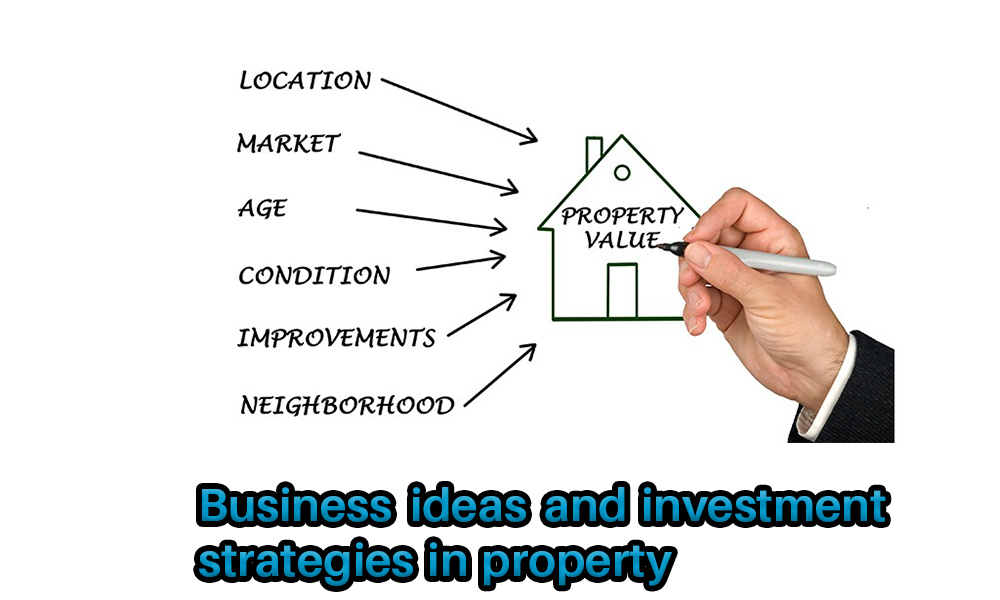 LOCATION
MARKET
AGE
CONDITION
IMPROVEMENTS
NEIGHBORHOOD
PROPERTY
VALUE
Business ideas and investment
strategies in property